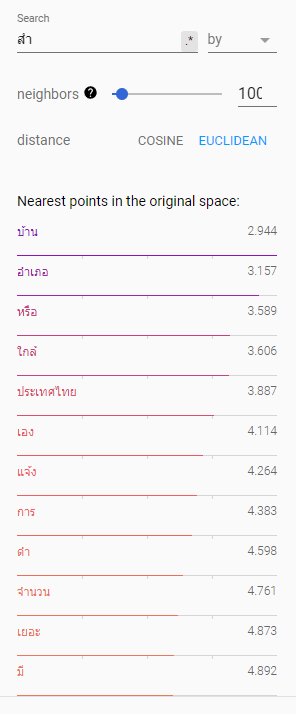 Search
สำ
.*
by
neighbors ?
100
distance COSINE EUCLIDEAN
Nearest points in the original space:
บ้าน 2.944
อำเภอ 3.157
หรือ 3.589
ใกล้ 3.606
ประเทศไทย 3.887
เอง 4.114
แจ้ง 4.264
การ 4.383
ดำ 4.598
จำนวน 4.761
เยอะ 4.873
มี 4.892